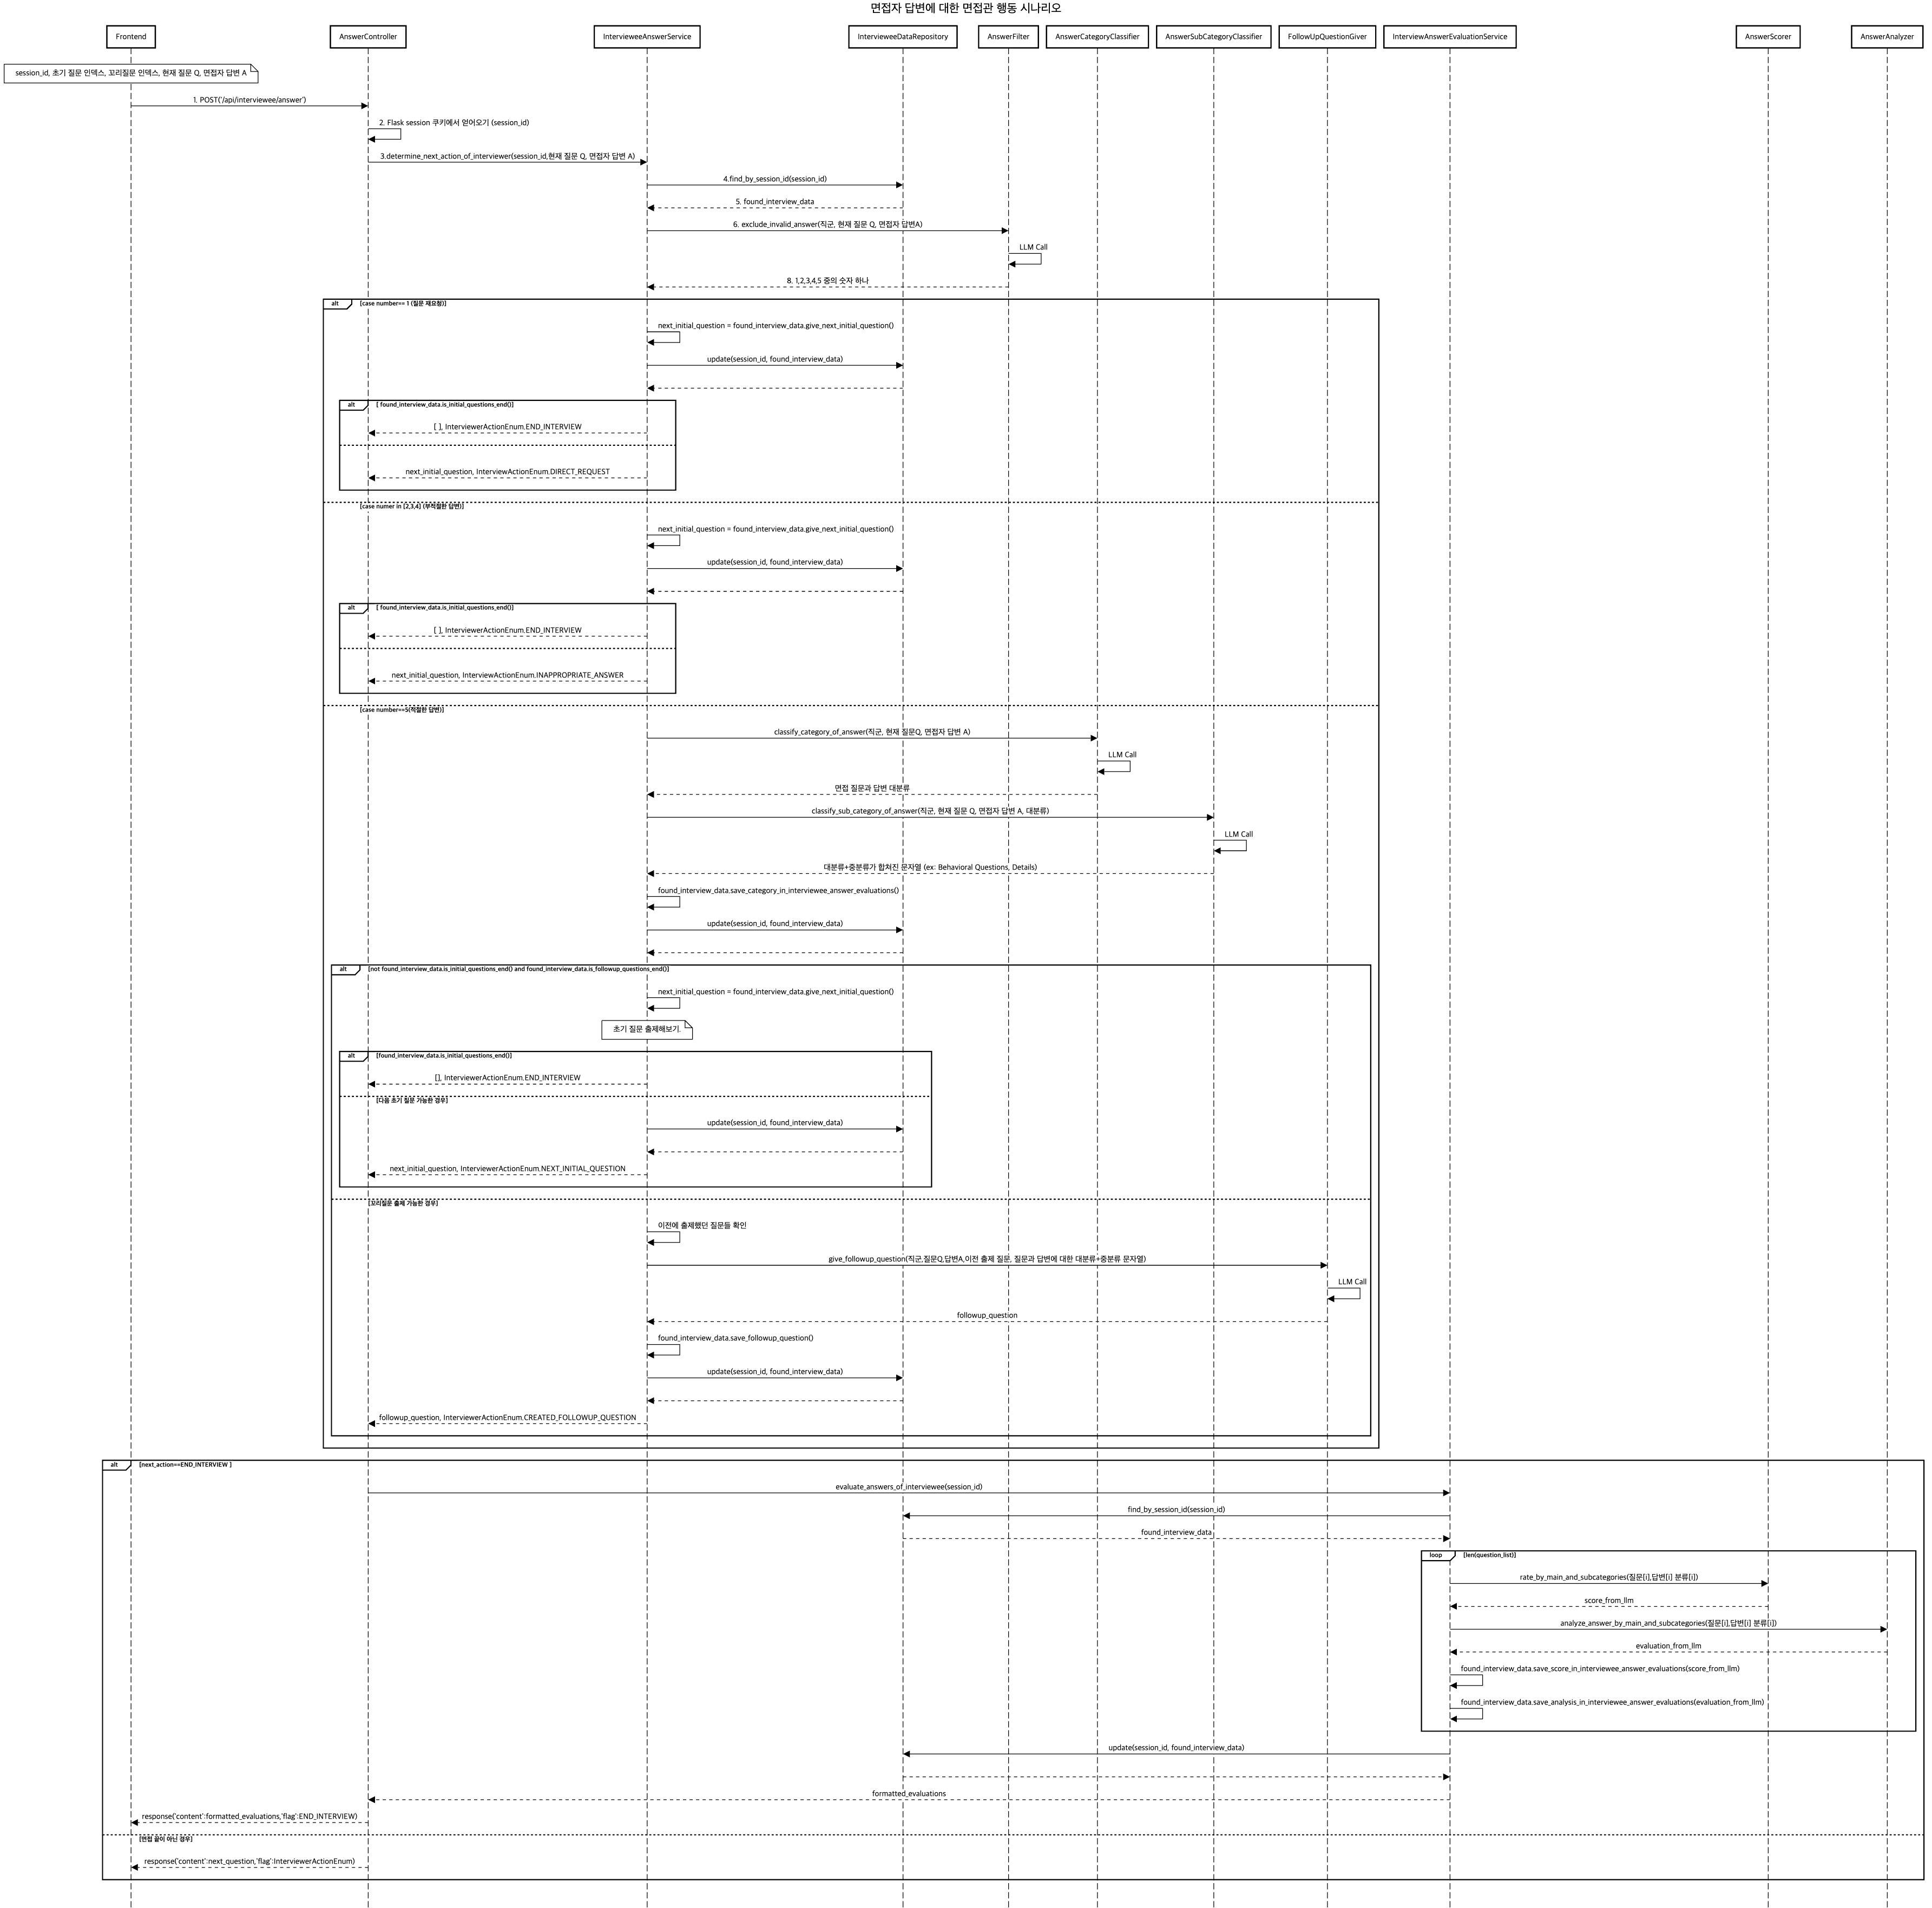 면접자 답변에 대한 면접관 행동 시나리오
Frontend
AnswerController
IntervieweeAnswerService
IntervieweeDataRepository
AnswerFilter
AnswerCategoryClassifier
AnswerSubCategoryClassifier
FollowUpQuestionGiver
InterviewAnswerEvaluationService
AnswerScorer
AnswerAnalyzer
session_id, 초기 질문 인덱스, 꼬리질문 인덱스, 현재 질문 Q, 면접자 답변 A
1. POST('/api/interviewee/answer')
2. Flask session 쿠키에서 얻어오기 (session_id)
3.determine_next_action_of_interviewer(session_id,현재 질문 Q, 면접자 답변 A)
4.find_by_session_id(session_id)
5. found_interview_data
6. exclude_invalid_answer(직군, 현재 질문 Q, 면접자 답변A)
LLM Call
8. 1,2,3,4,5 중의 숫자 하나
alt [case number== 1 (질문 재요청)]
next_initial_question = found_interview_data.give_next_initial_question()
update(session_id, found_interview_data)
alt [ found_interview_data.is_initial_questions_end()]
[ ], InterviewerActionEnum.END_INTERVIEW
next_initial_question, InterviewActionEnum.DIRECT_REQUEST
[case numer in [2,3,4] (부적절한 답변)]
next_initial_question = found_interview_data.give_next_initial_question()
update(session_id, found_interview_data)
alt [ found_interview_data.is_initial_questions_end()]
[ ], InterviewerActionEnum.END_INTERVIEW
next_initial_question, InterviewActionEnum.INAPPROPRIATE_ANSWER
[case number==5(적절한 답변)]
classify_category_of_answer(직군, 현재 질문Q, 면접자 답변 A)
LLM Call
면접 질문과 답변 대분류
classify_sub_category_of_answer(직군, 현재 질문 Q, 면접자 답변 A, 대분류)
LLM Call
대분류+중분류가 합쳐진 문자열 (ex: Behavioral Questions, Details)
found_interview_data.save_category_in_interviewee_answer_evaluations()
update(session_id, found_interview_data)
alt [not found_interview_data.is_initial_questions_end() and found_interview_data.is_followup_questions_end()]
next_initial_question = found_interview_data.give_next_initial_question()
초기 질문 출제해보기.
alt [found_interview_data.is_initial_questions_end()]
[], InterviewerActionEnum.END_INTERVIEW
[다음 초기 질문 가능한 경우]
update(session_id, found_interview_data)
next_initial_question, InterviewerActionEnum.NEXT_INITIAL_QUESTION
[꼬리질문 출제 가능한 경우]
이전에 출제했던 질문들 확인
give_followup_question(직군,질문Q,답변A,이전 출제 질문, 질문과 답변에 대한 대분류+중분류 문자열)
LLM Call
followup_question
found_interview_data.save_followup_question()
update(session_id, found_interview_data)
followup_question, InterviewerActionEnum.CREATED_FOLLOWUP_QUESTION
alt [next_action==END_INTERVIEW ]
evaluate_answers_of_interviewee(session_id)
find_by_session_id(session_id)
found_interview_data
loop [len(question_list)]
rate_by_main_and_subcategories(질문[i],답변[i] 분류[i])
score_from_llm
analyze_answer_by_main_and_subcategories(질문[i],답변[i] 분류[i])
evaluation_from_llm
found_interview_data.save_score_in_interviewee_answer_evaluations(score_from_llm)
found_interview_data.save_analysis_in_interviewee_answer_evaluations(evaluation_from_llm)
update(session_id, found_interview_data)
formatted_evaluations
response('content':formatted_evaluations,'flag':END_INTERVIEW)
[면접 끝이 아닌 경우]
response('content':next_question,'flag':InterviewerActionEnum)